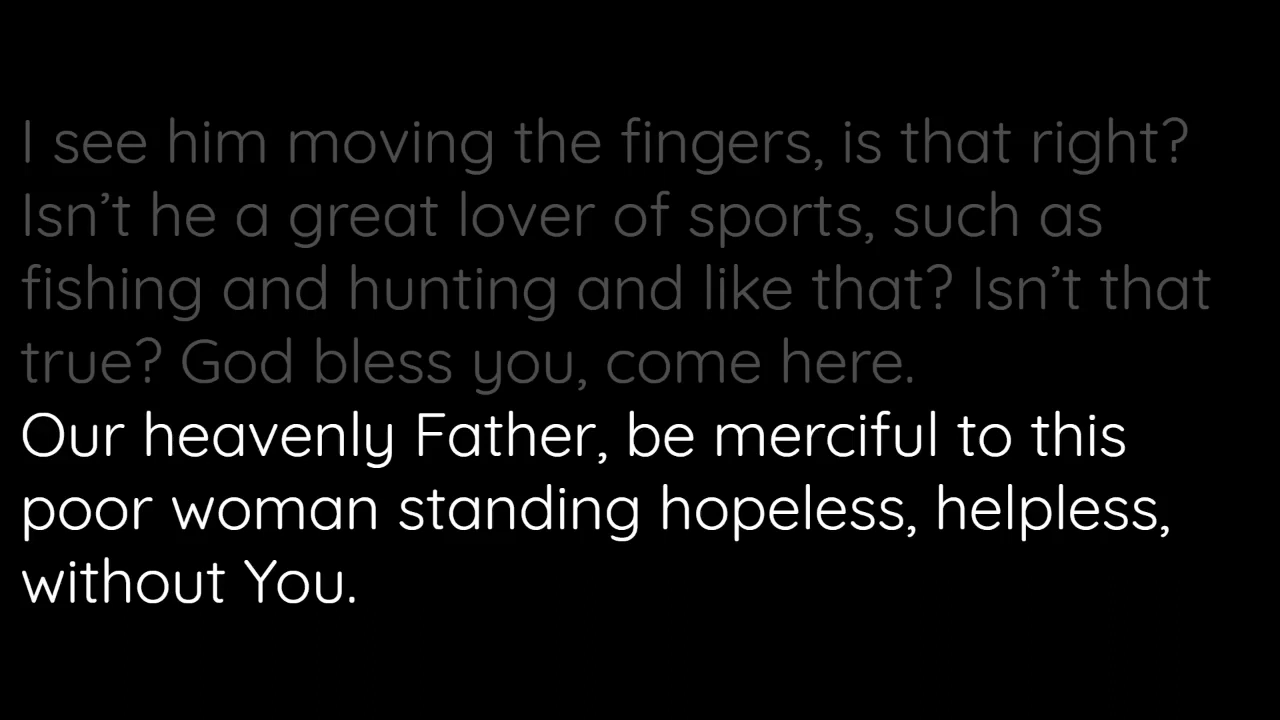 I see him moving the fingers, is that right?
Isn’t he a great lover of sports, such as
fishing and hunting and like that? Isn’t that
true? God bless you, come here.
Our heavenly Father, be merciful to this
poor woman standing hopeless, helpless,
without You.